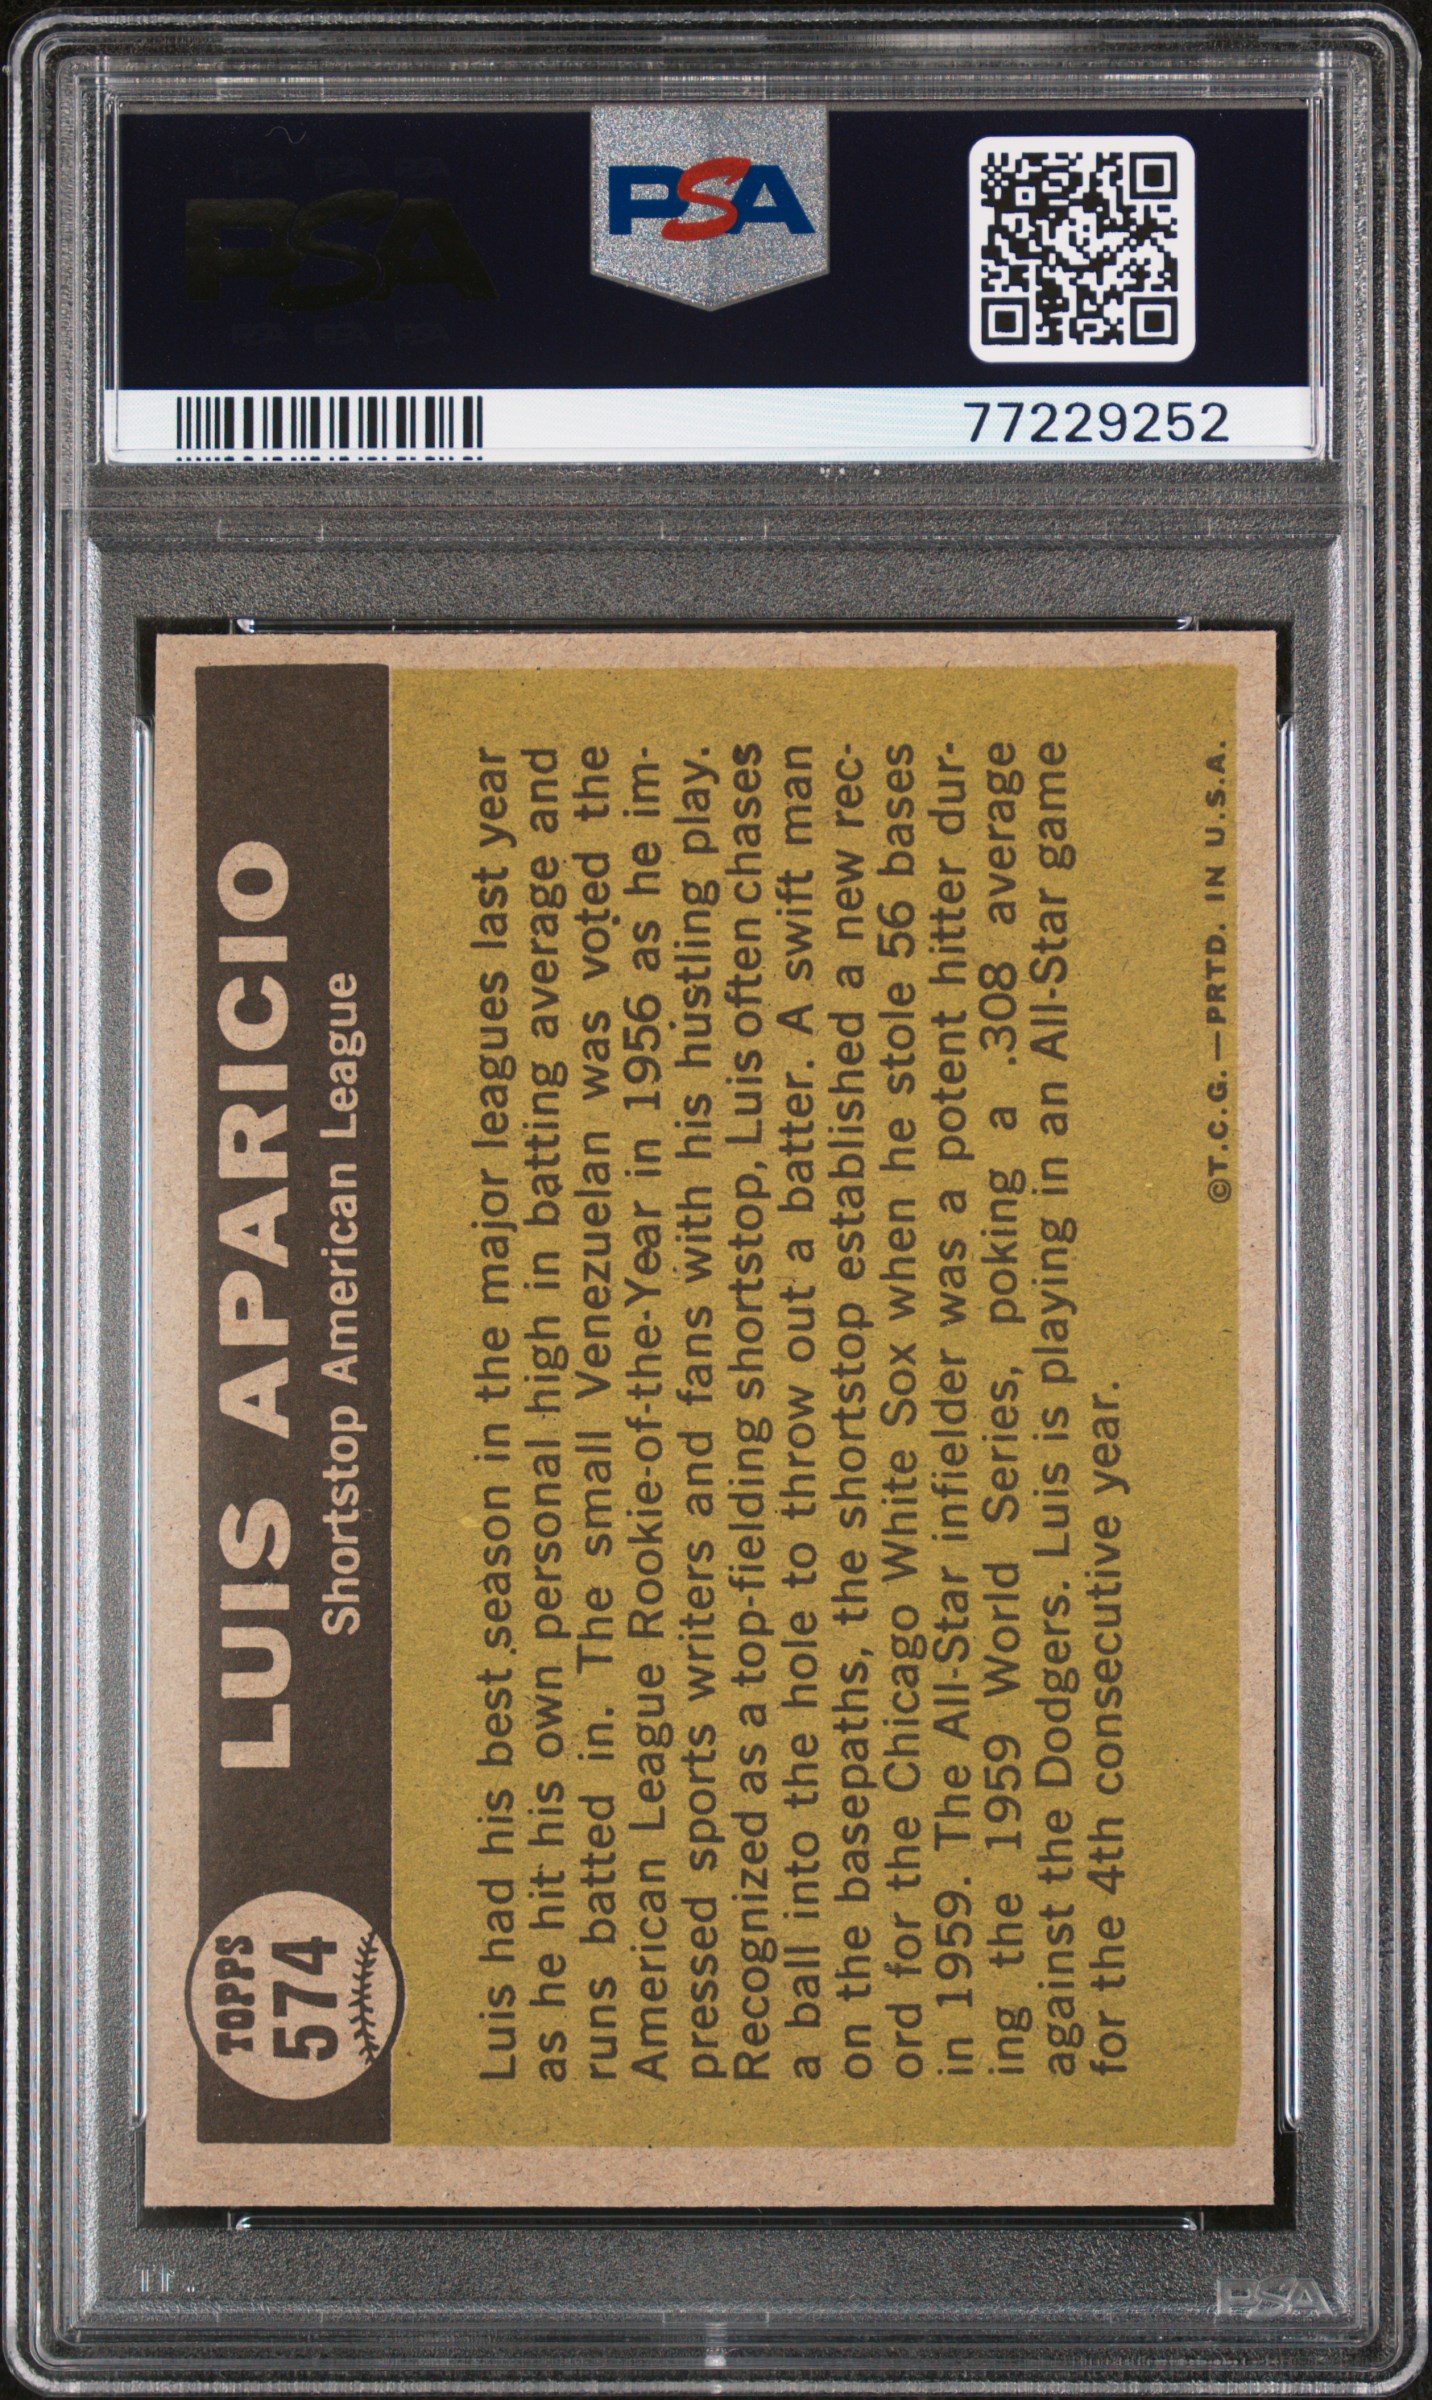 PSA
PSA
77229252
TOPPS
574
LUIS APARICIO
Shortstop American League
Luis had his best season in the major leagues last year
as he hit his own personal high in batting average and
runs batted in. The small Venezuelan was voted the
American League Rookie-of-the-Year in 1956 as he im-
pressed sports writers and fans with his hustling play.
Recognized as a top-fielding shortstop, Luis often chases
a ball into the hole to throw out a batter. A swift man
on the basepaths, the shortstop established a new rec-
ord for the Chicago White Sox when he stole 56 bases
in 1959. The All-Star infielder was a potent hitter dur-
ing the 1959 World Series, poking a .308 average
against the Dodgers. Luis is playing in an All-Star game
for the 4th consecutive year.
©T.C.G.—PRTD. IN U.S.A.
PSA